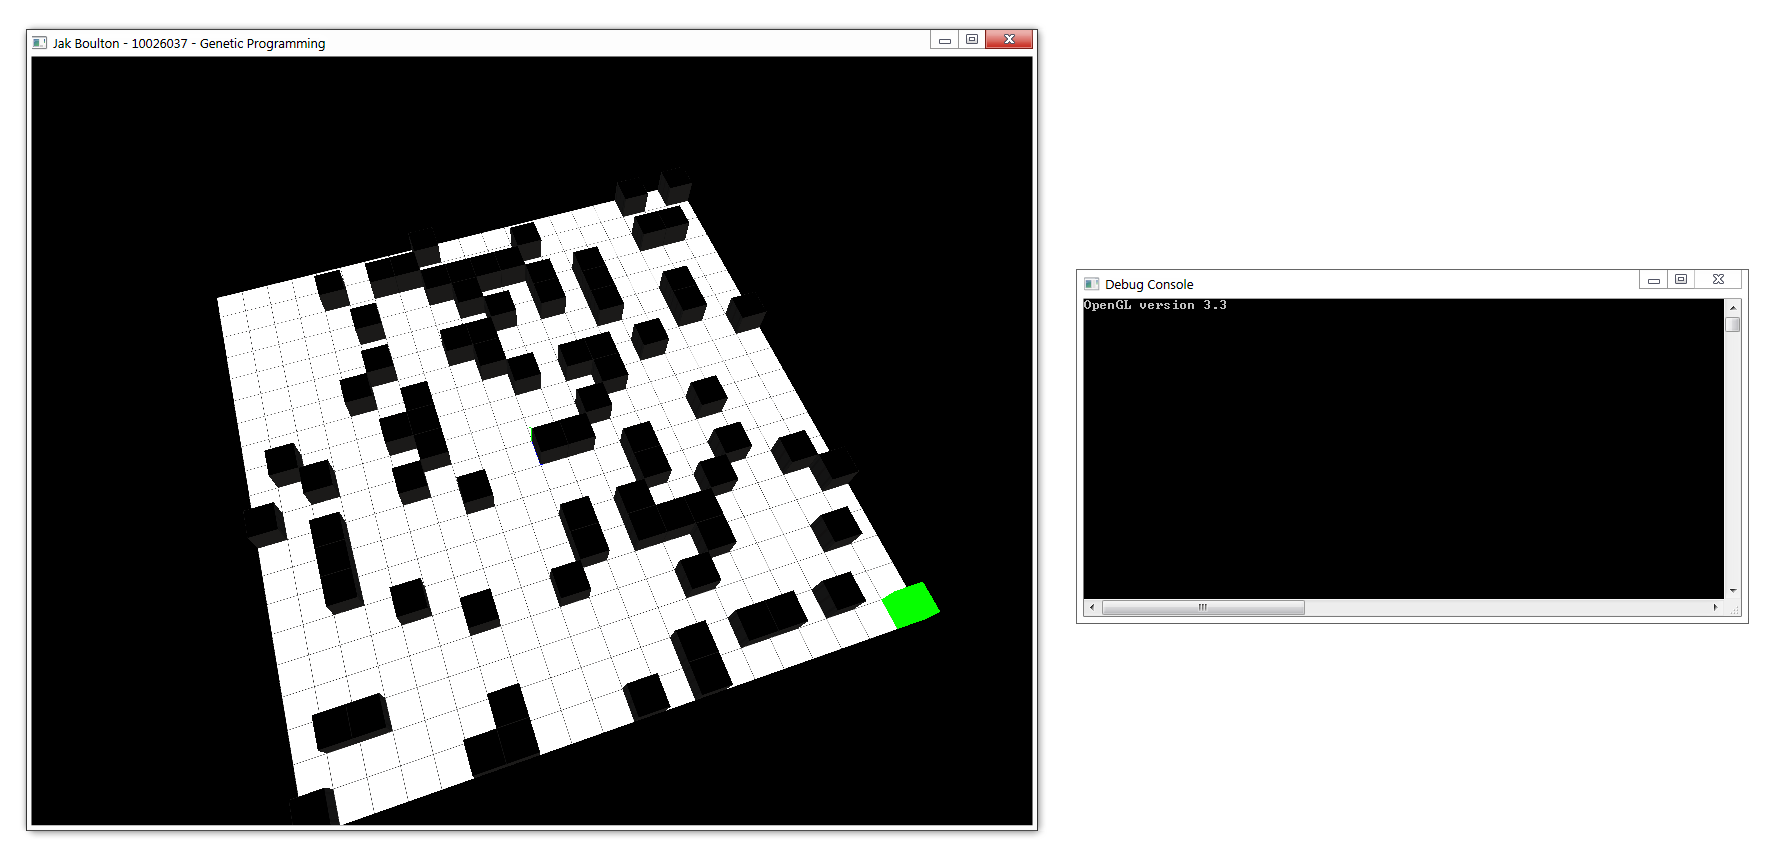 Jak Boulton - 10026037 - Genetic Programming
Debug Console
OpenGL version 3.3